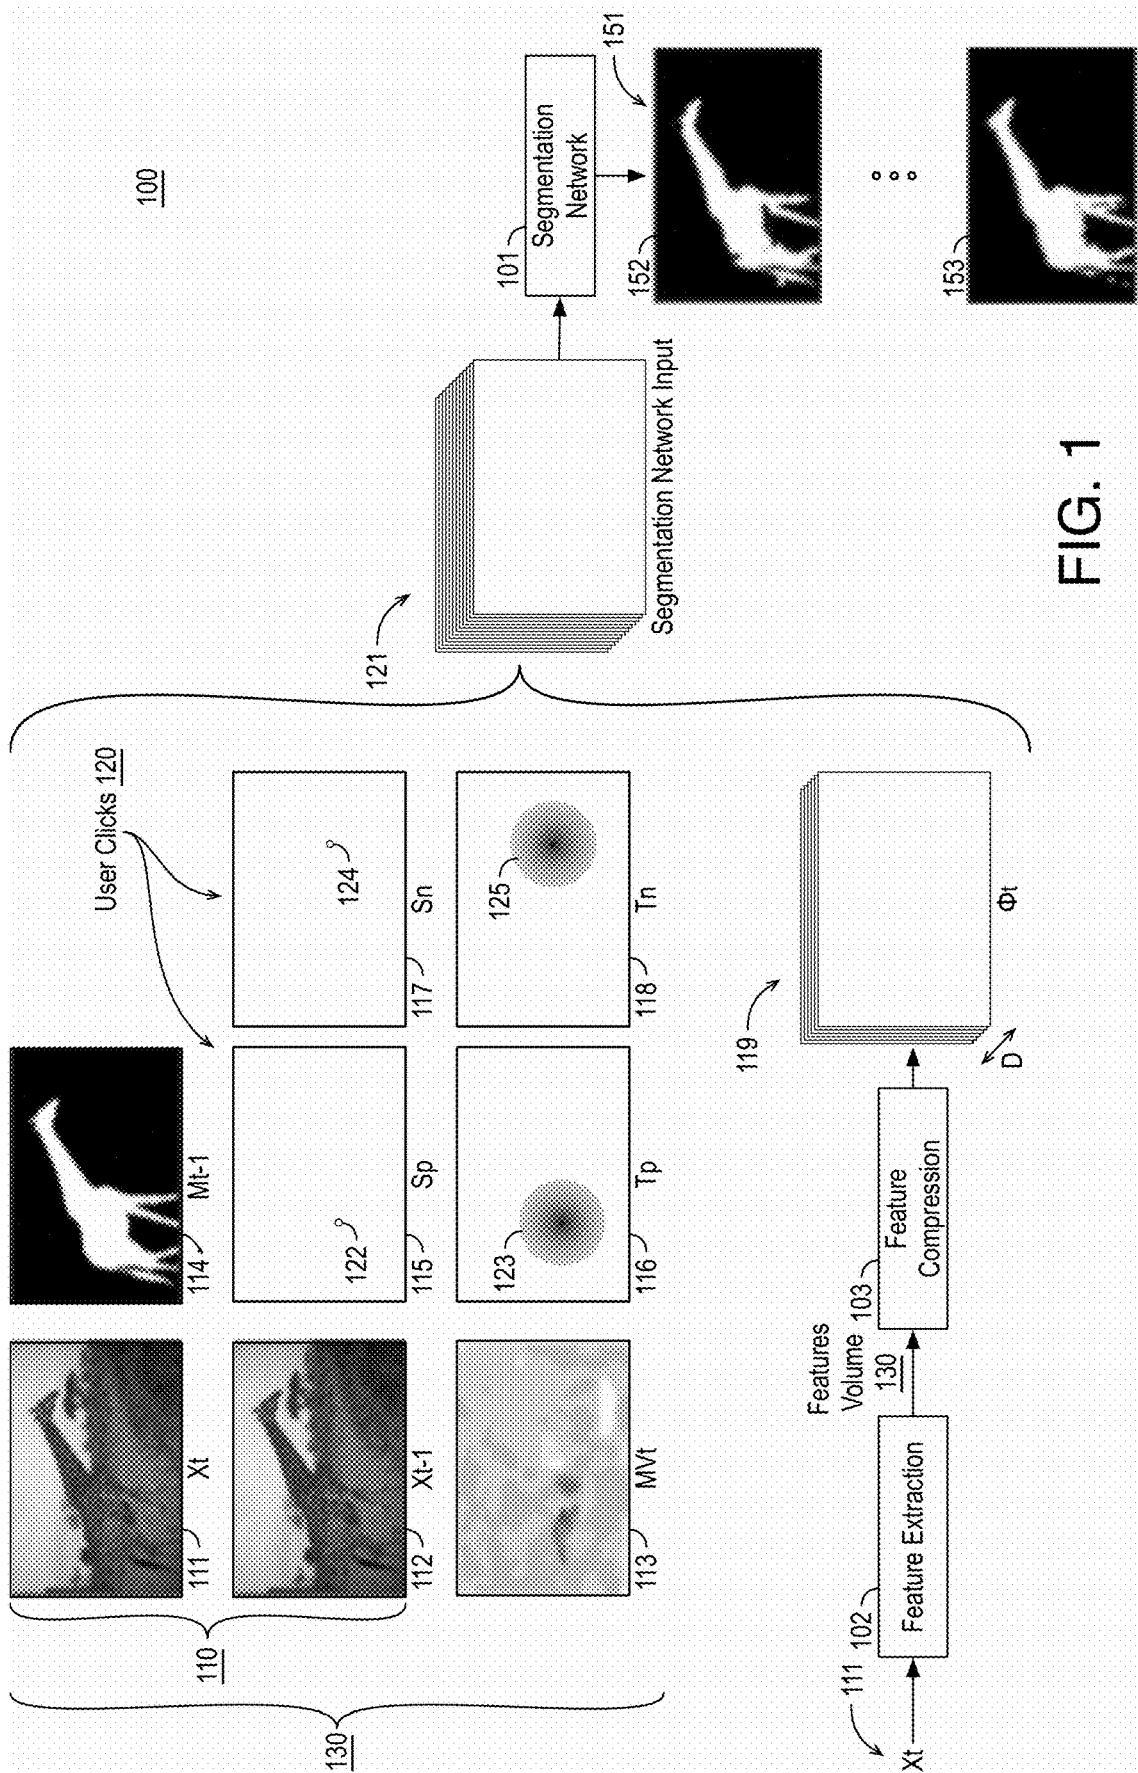 100
130
110
111
Xt
112
Xt-1
113
MVt
114
Mt-1
User Clicks 120
122
115
Sp
124
117
Sn
123
116
Tp
125
118
Tn
Xt
111
102
Feature Extraction
Features
Volume
130
103
Feature
Compression
119
D
Φt
121
Segmentation Network Input
101
Segmentation
Network
151
152
153
FIG. 1